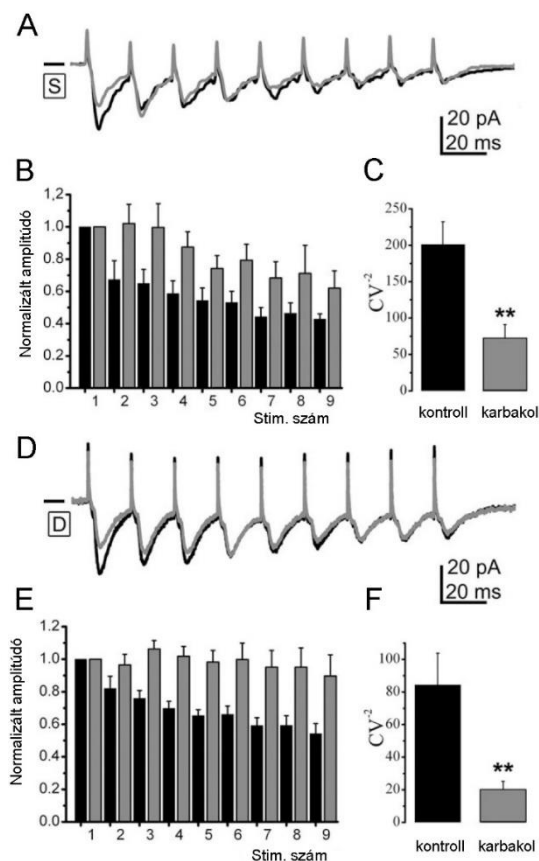 A
S
20 pA
20 ms
B
Normalizált amplitúdó
1,2
1.0
0.8
0.6
0.4
0.2
0.0
1 2 3 4 5 6 7 8 9
Stim. szám
C
CV-2
250
200
150
100
50
0
**
kontroll karbakol
D
D
20 pA
20 ms
E
Normalizált amplitúdó
1.2
1.0
0.8
0.6
0.4
0.2
0.0
1 2 3 4 5 6 7 8 9
Stim. szám
F
CV-2
100
80
60
40
20
0
**
kontroll karbakol